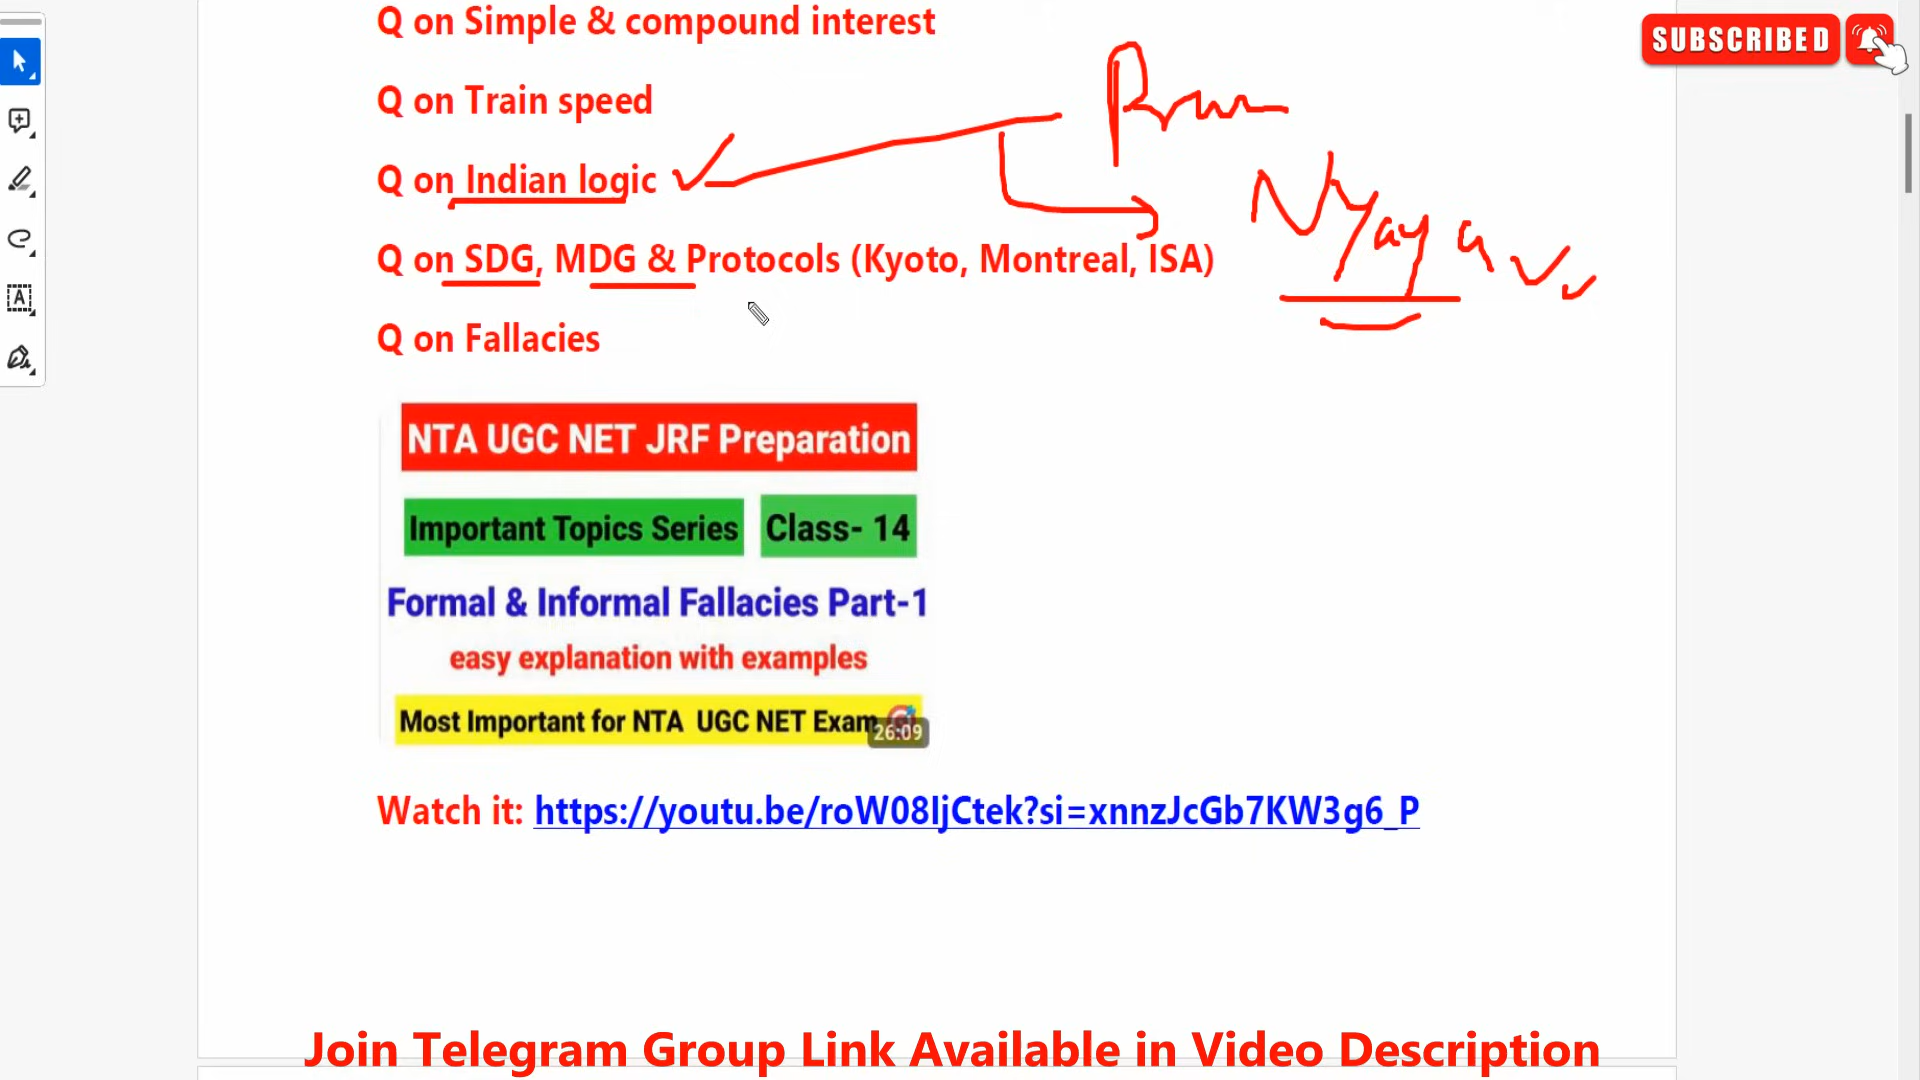 Q on Simple & compound interest
SUBSCRIBED
Q on Train speed
Q on Indian logic
Nyaya
Q on SDG, MDG & Protocols (Kyoto, Montreal, ISA)
Q on Fallacies
NTA UGC NET JRF Preparation
Important Topics Series Class- 14
Formal & Informal Fallacies Part-1
easy explanation with examples
Most Important for NTA UGC NET Exam
26:09
Watch it: https://youtu.be/roW08IjCtek?si=xnnzJcGb7KW3g6_P
Join Telegram Group Link Available in Video Description